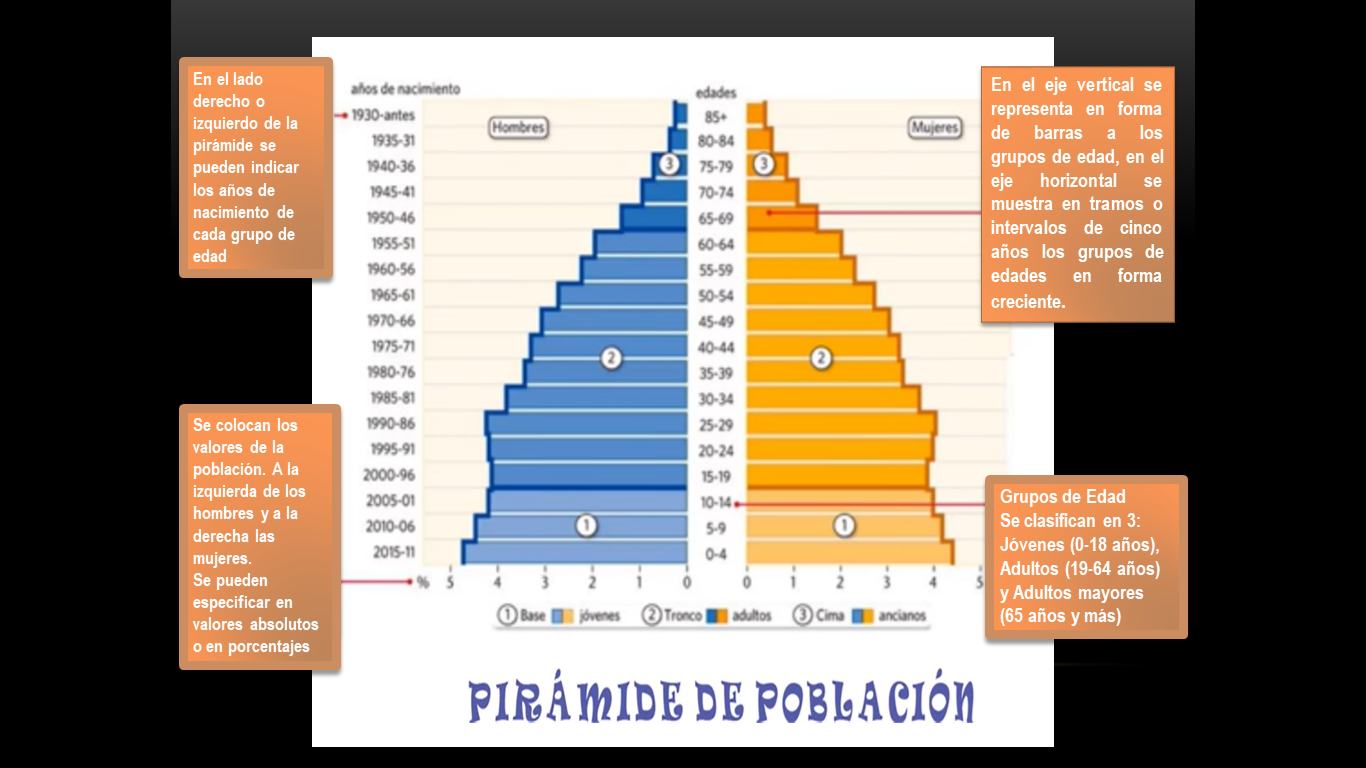 En el lado
derecho o
izquierdo de la
pirámide se
pueden indicar
los años de
nacimiento de
cada grupo de
edad
Se colocan los
valores de la
población. A la
izquierda de los
hombres y a la
derecha las
mujeres.
Se pueden
especificar en
valores absolutos
o en porcentajes
años de nacimiento
edades
Hombres
Mujeres
1930-antes 85+
1935-31 80-84
1940-36 3 75-79 3
1945-41 70-74
1950-46 65-69
1955-51 60-64
1960-56 55-59
1965-61 50-54
1970-66 45-49
1975-71 2 40-44 2
1980-76 35-39
1985-81 30-34
1990-86 25-29
1995-91 20-24
2000-96 15-19
2005-01 10-14
2010-06 1 5-9 1
2015-11 0-4
% 5 4 3 2 1 0 0 1 2 3 4 5
1 Base jóvenes 2 Tronco adultos 3 Cima ancianos
PIRÁMIDE DE POBLACIÓN
En el eje vertical se
representa en forma
de barras a los
grupos de edad, en el
eje horizontal se
muestra en tramos o
intervalos de cinco
años los grupos de
edades en forma
creciente.
Grupos de Edad
Se clasifican en 3:
Jóvenes (0-18 años),
Adultos (19-64 años)
y Adultos mayores
(65 años y más)